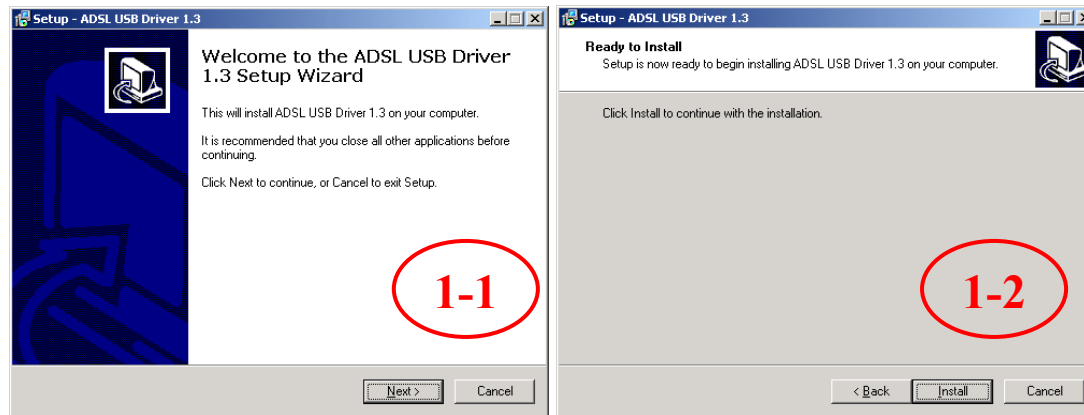 Setup - ADSL USB Driver 1.3
Welcome to the ADSL USB Driver
1.3 Setup Wizard
This will install ADSL USB Driver 1.3 on your computer.
It is recommended that you close all other applications before
continuing.
Click Next to continue, or Cancel to exit Setup.
1-1
Next >
Cancel
Setup - ADSL USB Driver 1.3
Ready to Install
Setup is now ready to begin installing ADSL USB Driver 1.3 on your computer.
Click Install to continue with the installation.
1-2
< Back
Install
Cancel